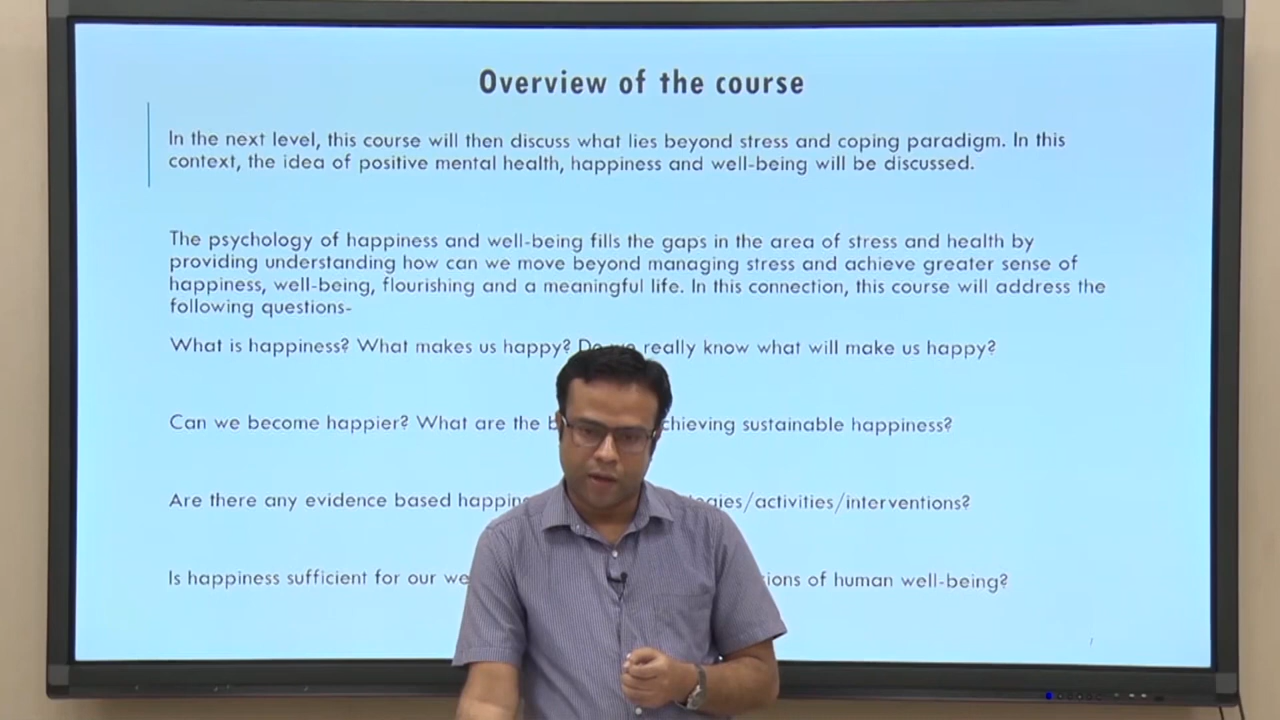 Overview of the course
In the next level, this course will then discuss what lies beyond stress and coping paradigm. In this
context, the idea of positive mental health, happiness and well-being will be discussed.
The psychology of happiness and well-being fills the gaps in the area of stress and health by
providing understanding how can we move beyond managing stress and achieve greater sense of
happiness, well-being, flourishing and a meaningful life. In this connection, this course will address the
following questions-
What is happiness? What makes us happy? Do we really know what will make us happy?
Can we become happier? What are the sustainable happiness?
Are there any evidence based
Is happiness sufficient for our of human well-being?